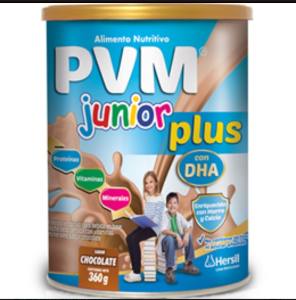 Alimento Nutritivo
PVM
junior plus
con
DHA
Proteínas
Vitaminas
Minerales
Enriquecido
con Hierro
y Calcio
SABOR
CHOCOLATE
360g
Hersil